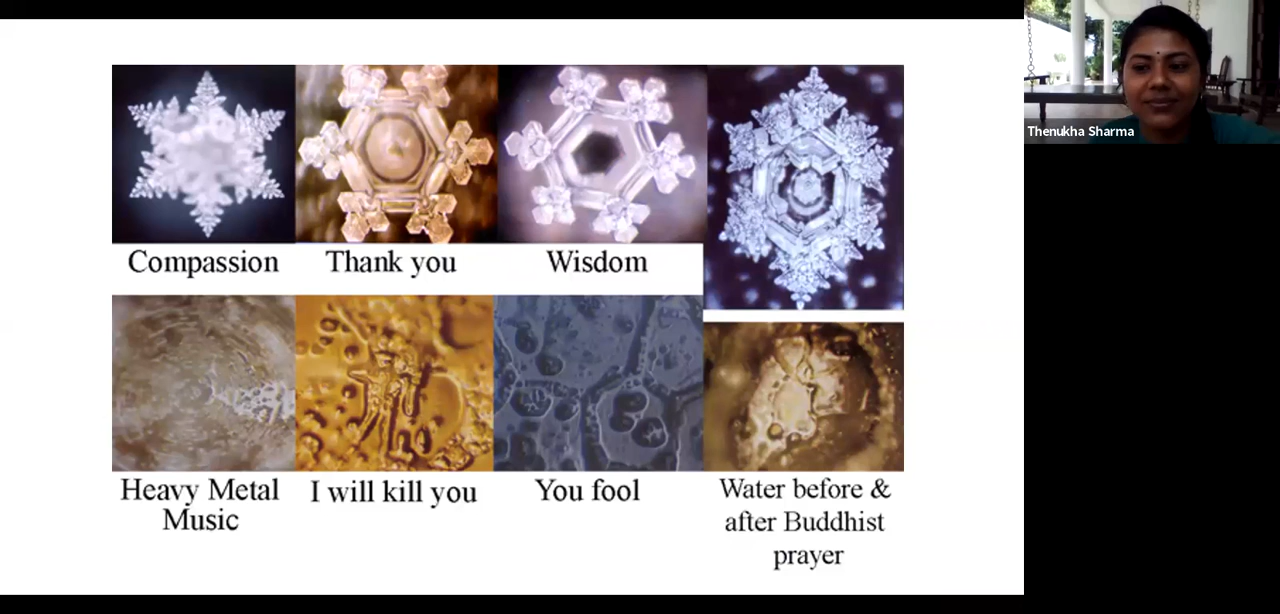 Thenukha Sharma
Compassion
Thank you
Wisdom
Heavy Metal
Music
I will kill you
You fool
Water before &
after Buddhist
prayer